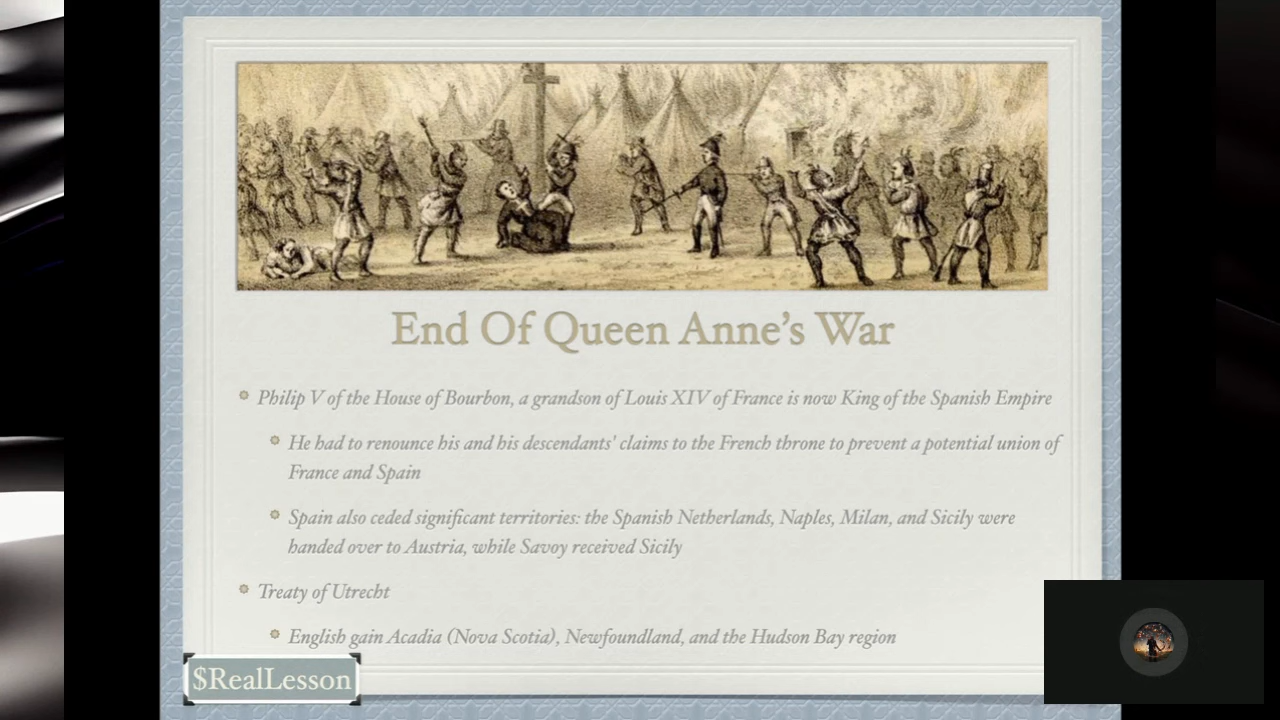 End Of Queen Anne's War
Philip V of the House of Bourbon, a grandson of Louis XIV of France is now King of the Spanish Empire
He had to renounce his and his descendants' claims to the French throne to prevent a potential union of
France and Spain
Spain also ceded significant territories: the Spanish Netherlands, Naples, Milan, and Sicily were
handed over to Austria, while Savoy received Sicily
Treaty of Utrecht
English gain Acadia (Nova Scotia), Newfoundland, and the Hudson Bay region
$RealLesson